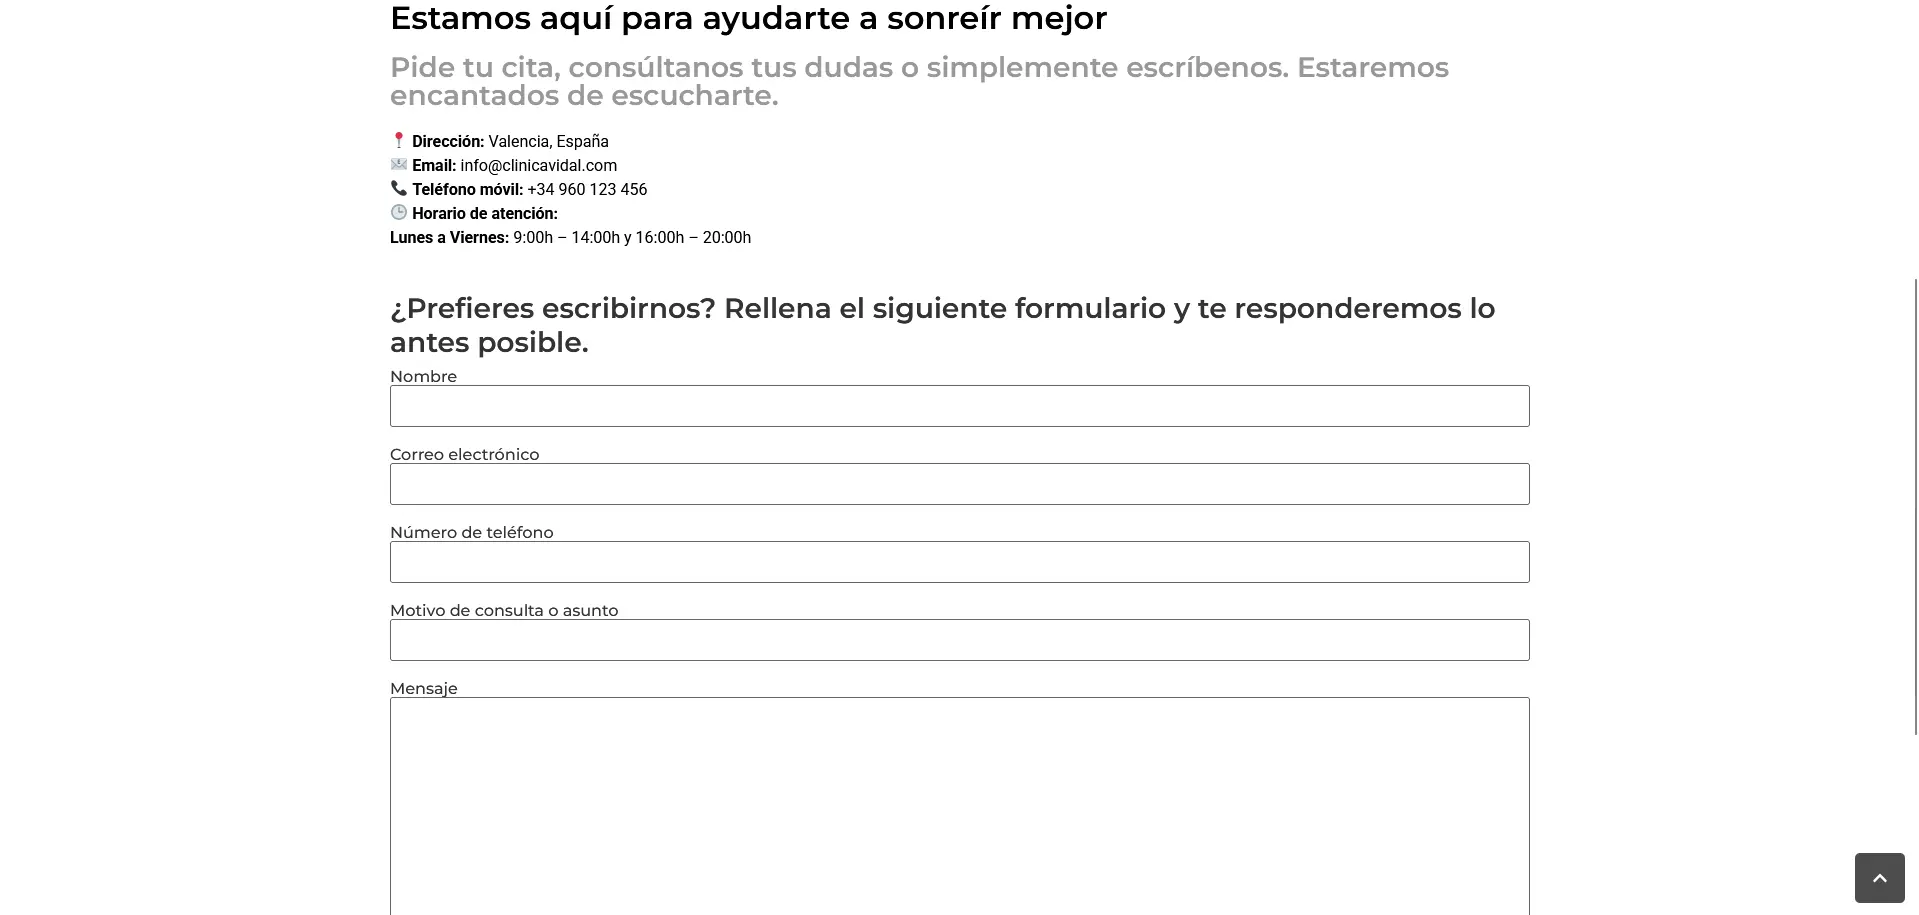 Estamos aquí para ayudarte a sonreír mejor
Pide tu cita, consúltanos tus dudas o simplemente escríbenos. Estaremos
encantados de escucharte.
Dirección: Valencia, España
Email: info@clinicavidal.com
Teléfono móvil: +34 960 123 456
Horario de atención:
Lunes a Viernes: 9:00h – 14:00h y 16:00h – 20:00h
¿Prefieres escribirnos? Rellena el siguiente formulario y te responderemos lo
antes posible.
Nombre
Correo electrónico
Número de teléfono
Motivo de consulta o asunto
Mensaje